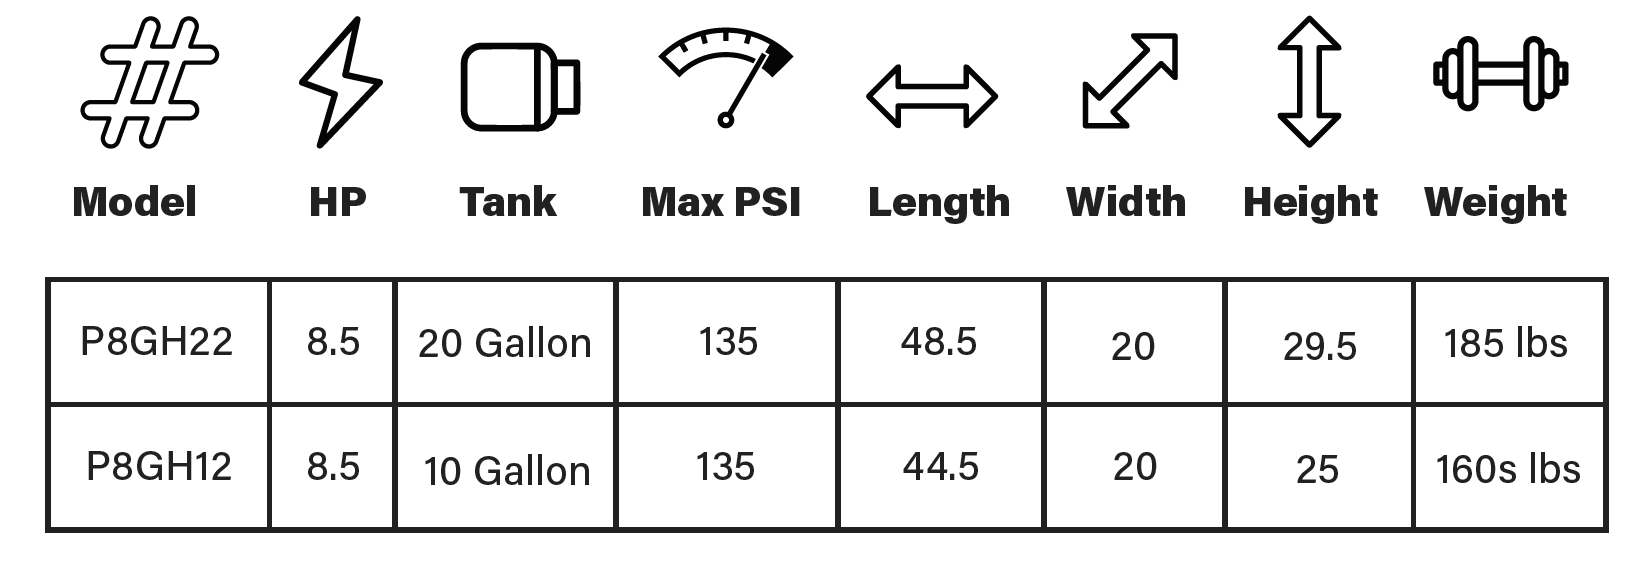 Model HP Tank Max PSI Length Width Height Weight
P8GH22 8.5 20 Gallon 135 48.5 20 29.5 185 lbs
P8GH12 8.5 10 Gallon 135 44.5 20 25 160s lbs